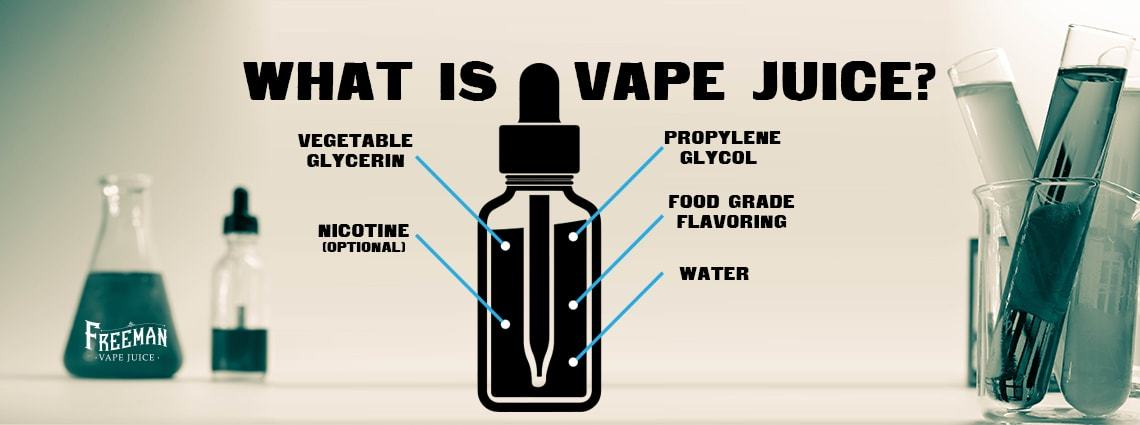 WHAT IS VAPE JUICE?
VEGETABLE
GLYCERIN
NICOTINE
(OPTIONAL)
PROPYLENE
GLYCOL
FOOD GRADE
FLAVORING
WATER
FREEMAN
· VAPE JUICE ·